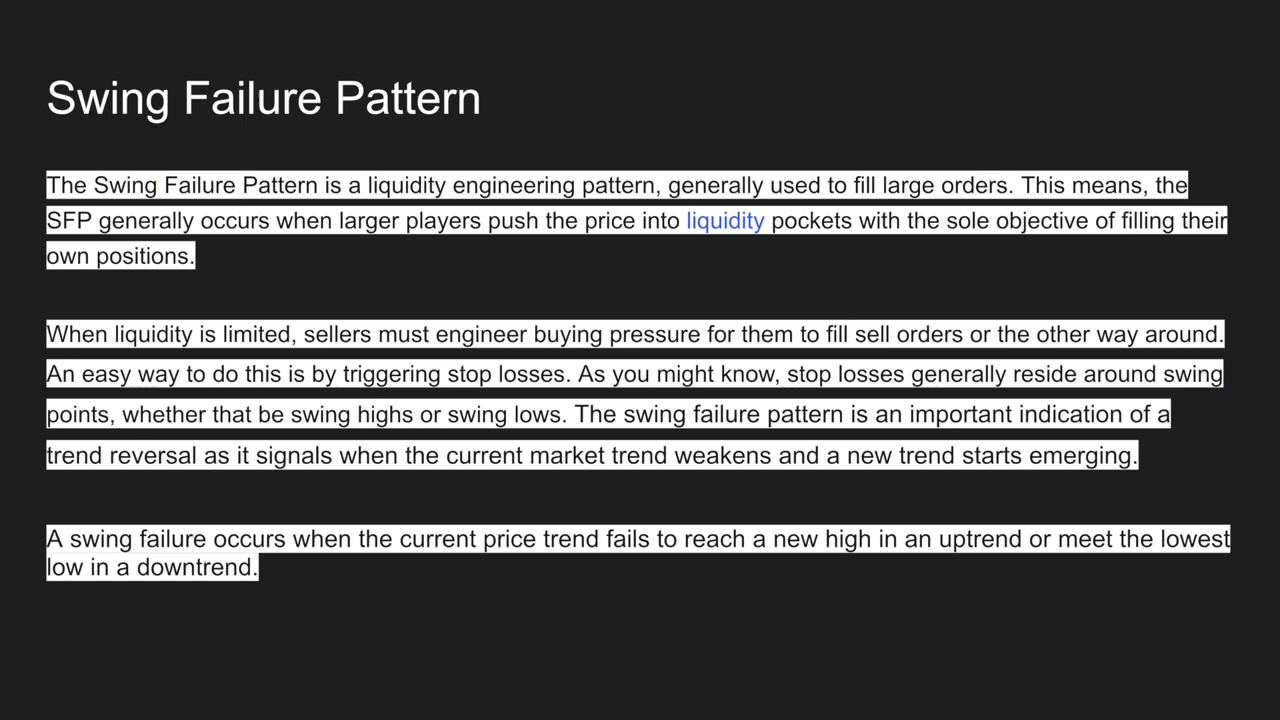 Swing Failure Pattern
The Swing Failure Pattern is a liquidity engineering pattern, generally used to fill large orders. This means, the
SFP generally occurs when larger players push the price into liquidity pockets with the sole objective of filling their
own positions.
When liquidity is limited, sellers must engineer buying pressure for them to fill sell orders or the other way around.
An easy way to do this is by triggering stop losses. As you might know, stop losses generally reside around swing
points, whether that be swing highs or swing lows. The swing failure pattern is an important indication of a
trend reversal as it signals when the current market trend weakens and a new trend starts emerging.
A swing failure occurs when the current price trend fails to reach a new high in an uptrend or meet the lowest
low in a downtrend.